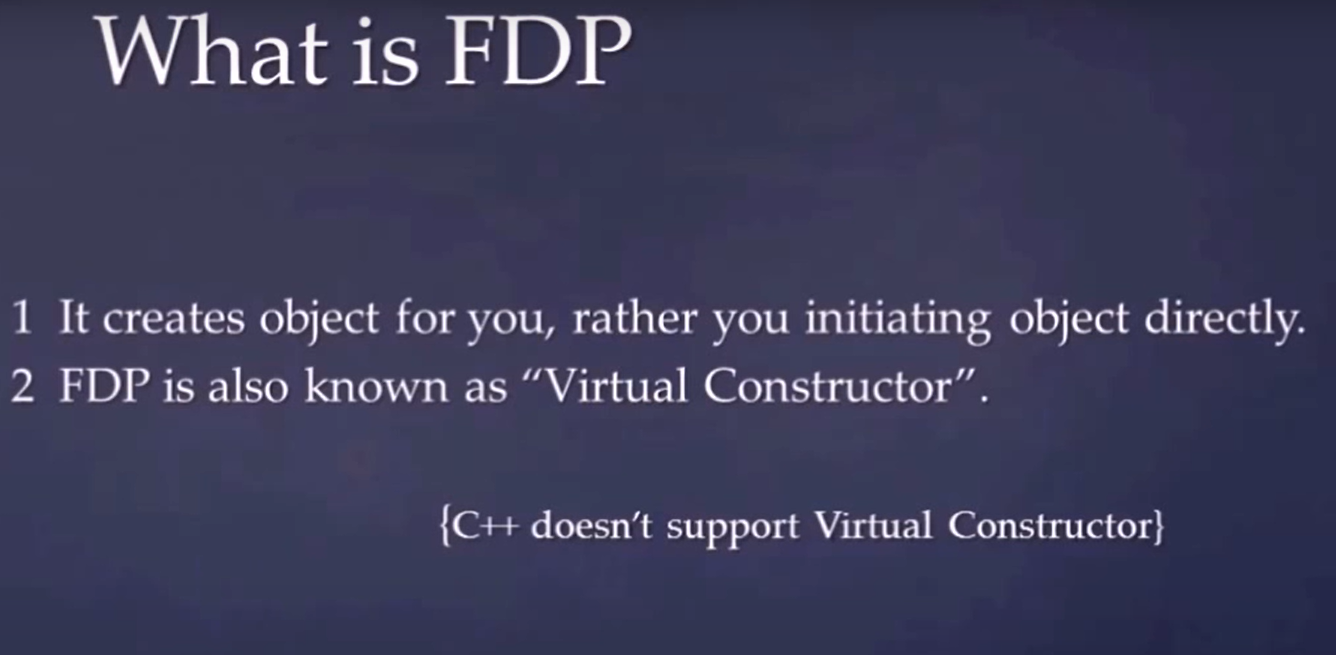 What is FDP
1 It creates object for you, rather you initiating object directly.
2 FDP is also known as “Virtual Constructor”.
{C++ doesn’t support Virtual Constructor}